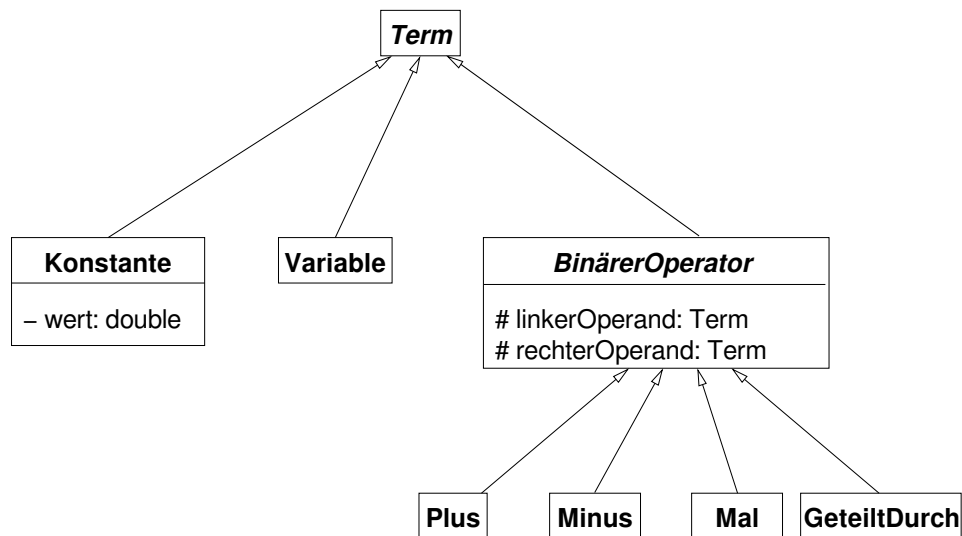 Term
Konstante
– wert: double
Variable
BinärerOperator
# linkerOperand: Term
# rechterOperand: Term
Plus
Minus
Mal
GeteiltDurch